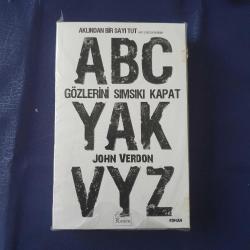 AKLINDAN BİR SAYI TUT
ABC
GÖZLERİNİ SIMSIKI KAPAT
YAK
JOHN VERDON
VYZ
ROMAN